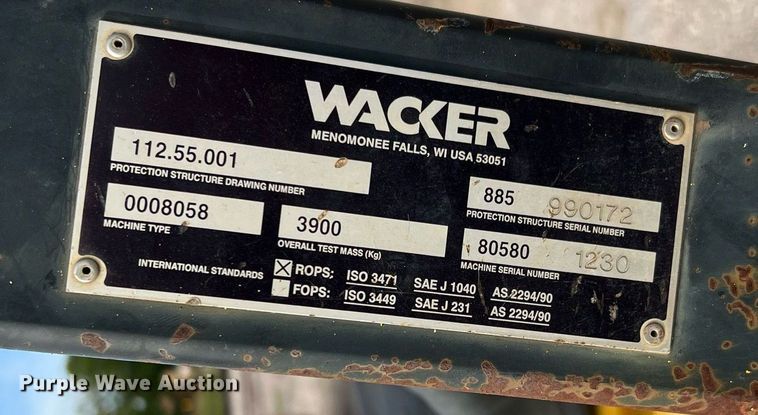 WACKER
MENOMONEE FALLS, WI USA 53051
112.55.001
PROTECTION STRUCTURE DRAWING NUMBER
885 990172
PROTECTION STRUCTURE SERIAL NUMBER
0008058
MACHINE TYPE
3900
OVERALL TEST MASS (Kg)
80580 1230
MACHINE SERIAL NUMBER
INTERNATIONAL STANDARDS
ROPS: ISO 3471 SAE J 1040 AS 2294/90
FOPS: ISO 3449 SAE J 231 AS 2294/90
Purple Wave Auction